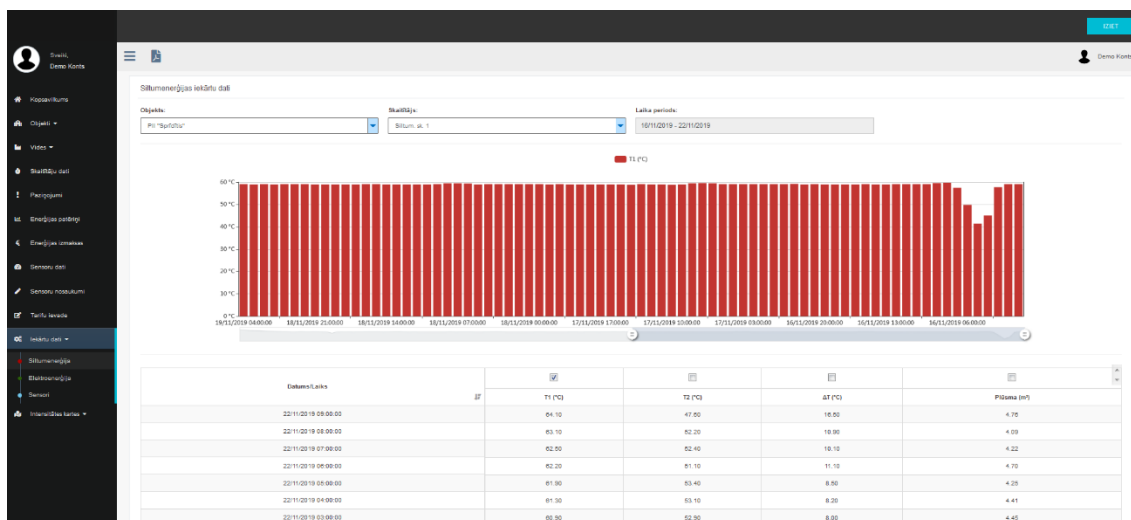 IZIET
Sveiki,
Demo Konts
Demo Konts
Kopsavilkums
Objekti
Vides
Skaitītāju dati
Paziņojumi
Enerģijas patēriņi
Enerģijas izmaksas
Sensoru dati
Sensoru nosaukumi
Tarifu ievade
Iekārtu dati
Siltumenerģija
Elektroenerģija
Sensori
Intensitātes kartes
Siltumenerģijas iekārtu dati
Objekts: Skaitītājs: Laika periods:
Siltum. sk. 1 16/11/2019 - 22/11/2019
T1 (°C)
60 °C
50 °C
40 °C
30 °C
20 °C
10 °C
0 °C
19/11/2019 04:00:00 18/11/2019 21:00:00 18/11/2019 14:00:00 18/11/2019 07:00:00 18/11/2019 00:00:00 17/11/2019 17:00:00 17/11/2019 10:00:00 17/11/2019 03:00:00 16/11/2019 20:00:00 16/11/2019 13:00:00 16/11/2019 06:00:00
Datums/Laiks T1 (°C) T2 (°C) ΔT (°C) Plūsma (m³)
22/11/2019 09:00:00 64.10 47.50 16.60 4.76
22/11/2019 08:00:00 63.10 52.20 10.90 4.09
22/11/2019 07:00:00 62.50 52.40 10.10 4.22
22/11/2019 06:00:00 62.20 51.10 11.10 4.70
22/11/2019 05:00:00 61.90 53.40 8.50 4.25
22/11/2019 04:00:00 61.30 53.10 8.20 4.41
22/11/2019 03:00:00 60.90 52.90 8.00 4.45